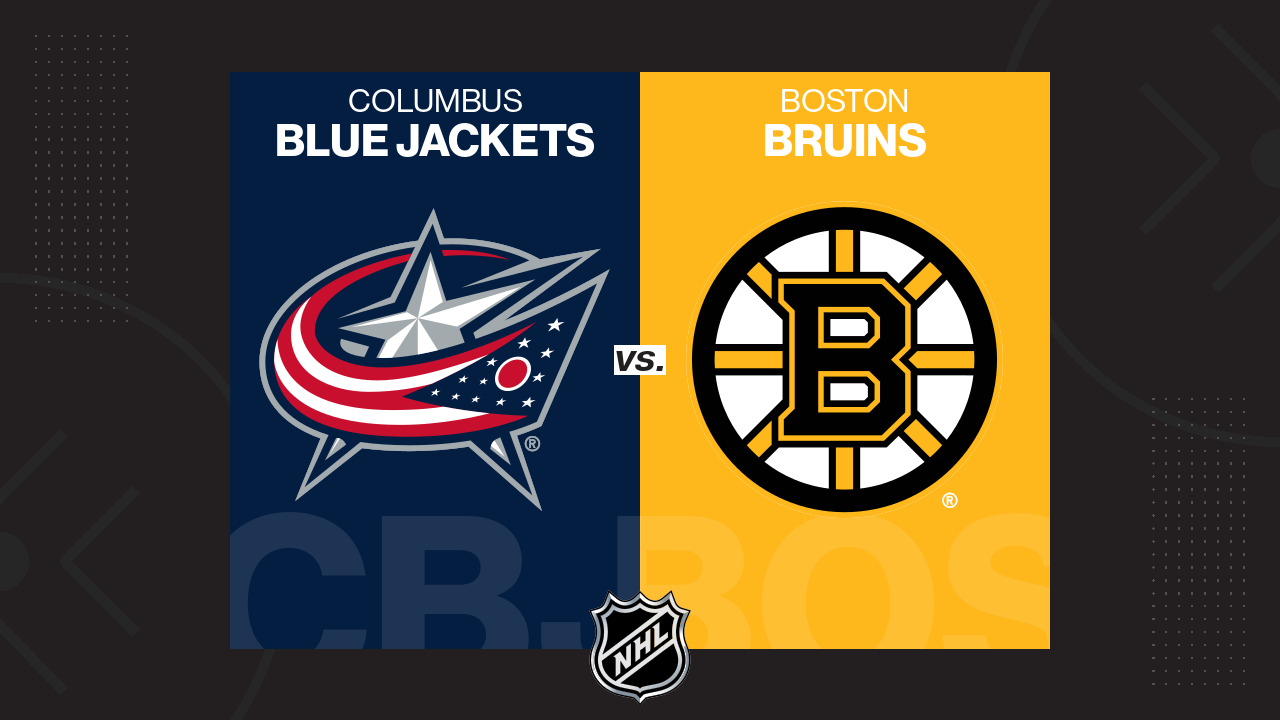 COLUMBUS
BLUE JACKETS
BOSTON
BRUINS
VS.
B
®
®
CBJ
BOS
NHL